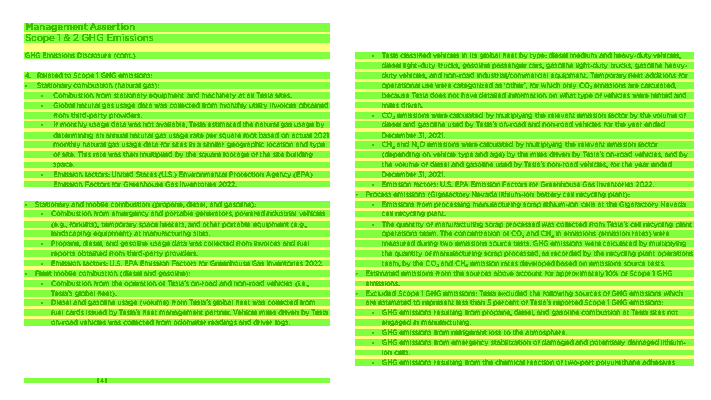 Management Assertion
Scope 1 & 2 GHG Emissions
GHG Emissions Disclosure (cont.)
4. Related to Scope 1 GHG emissions:
- Stationary combustion (natural gas):
• Combustion from stationary equipment and machinery at all Tesla sites.
• Global natural gas usage data was collected from monthly utility invoices obtained
from third-party providers.
• If monthly usage data was not available, Tesla estimated the natural gas usage by
determining an annual natural gas usage rate per square foot based on actual 2021
monthly natural gas usage data for sites in a similar geographic location and type
of site. This rate was then multiplied by the square footage of the site building
space.
• Emission factors: United States (U.S.) Environmental Protection Agency (EPA)
Emission Factors for Greenhouse Gas Inventories 2022.
- Stationary and mobile combustion (propane, diesel, and gasoline):
• Combustion from emergency and portable generators, powered industrial vehicles
(e.g., forklifts), temporary space heaters, and other portable equipment (e.g.,
landscaping equipment) at manufacturing sites.
• Propane, diesel, and gasoline usage data was collected from invoices and fuel
reports obtained from third-party providers.
• Emission factors: U.S. EPA Emission Factors for Greenhouse Gas Inventories 2022.
- Fleet mobile combustion (diesel and gasoline):
• Combustion from the operation of Tesla's on-road and non-road vehicles (i.e.,
Tesla's global fleet).
• Diesel and gasoline usage (volume) from Tesla's global fleet was collected from
fuel cards issued by Tesla's fleet management partner. Vehicle miles driven by Tesla
on-road vehicles was collected from odometer readings and driver logs.
• Tesla classified vehicles in its global fleet by type: diesel medium and heavy-duty vehicles,
diesel light-duty trucks, gasoline passenger cars, gasoline light-duty trucks, gasoline heavy-
duty vehicles, and non-road industrial/commercial equipment. Temporary fleet additions for
operational use were categorized as 'other', for which only CO₂ emissions are calculated,
because Tesla does not have detailed information on what type of vehicles were rented and
miles driven.
• CO₂ emissions were calculated by multiplying the relevant emission factor by the volume of
diesel and gasoline used by Tesla's on-road and non-road vehicles for the year ended
December 31, 2021.
• CH₄ and N₂O emissions were calculated by multiplying the relevant emission factor
(depending on vehicle type and age) by the miles driven by Tesla's on-road vehicles, and by
the volume of diesel and gasoline used by Tesla's non-road vehicles, for the year ended
December 31, 2021.
• Emission factors: U.S. EPA Emission Factors for Greenhouse Gas Inventories 2022.
- Process emissions (Gigafactory Nevada lithium-ion battery cell recycling):
• Emissions from processing manufacturing scrap lithium-ion cells at the Gigafactory Nevada
cell recycling plant.
• The quantity of manufacturing scrap processed was collected from Tesla's cell recycling plant
operations team. The concentration of CO₂ and CH₄ in emissions (emission rates) were
measured during two emissions source tests. GHG emissions were calculated by multiplying
the quantity of manufacturing scrap processed, as recorded by the recycling plant operations
team, by the CO₂ and CH₄ emission rates developed based on emissions source tests.
- Estimated emissions from the sources above account for approximately 10% of Scope 1 GHG
emissions.
- Excluded Scope 1 GHG emissions: Tesla excluded the following sources of GHG emissions which
are estimated to represent less than 5 percent of Tesla's reported Scope 1 GHG emissions:
• GHG emissions resulting from propane, diesel, and gasoline combustion at Tesla sites not
engaged in manufacturing.
• GHG emissions from refrigerant loss to the atmosphere.
• GHG emissions from emergency stabilization of damaged and potentially damaged lithium-
ion cells.
• GHG emissions resulting from the chemical reaction of two-part polyurethane adhesives